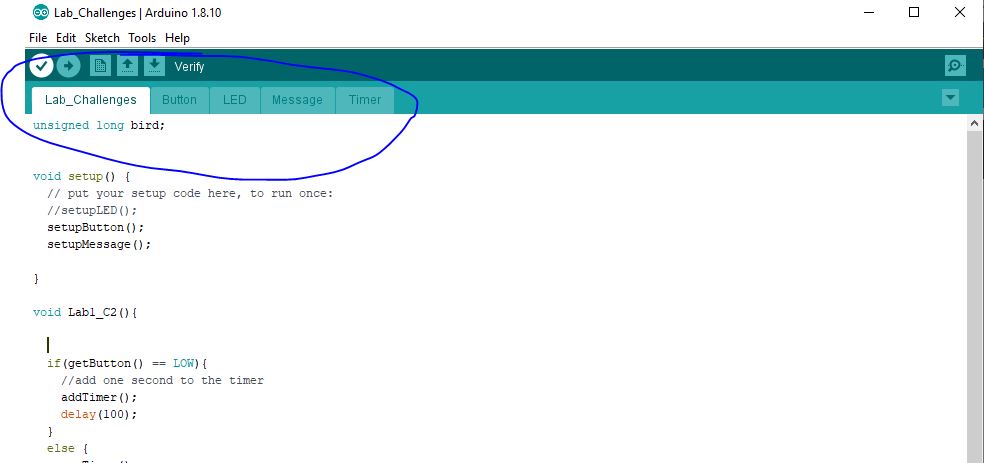 Lab_Challenges | Arduino 1.8.10
File Edit Sketch Tools Help
Verify
Lab_Challenges Button LED Message Timer
unsigned long bird;
void setup() {
// put your setup code here, to run once:
//setupLED();
setupButton();
setupMessage();
}
void Lab1_C2(){
if(getButton() == LOW){
//add one second to the timer
addTimer();
delay(100);
}
else {